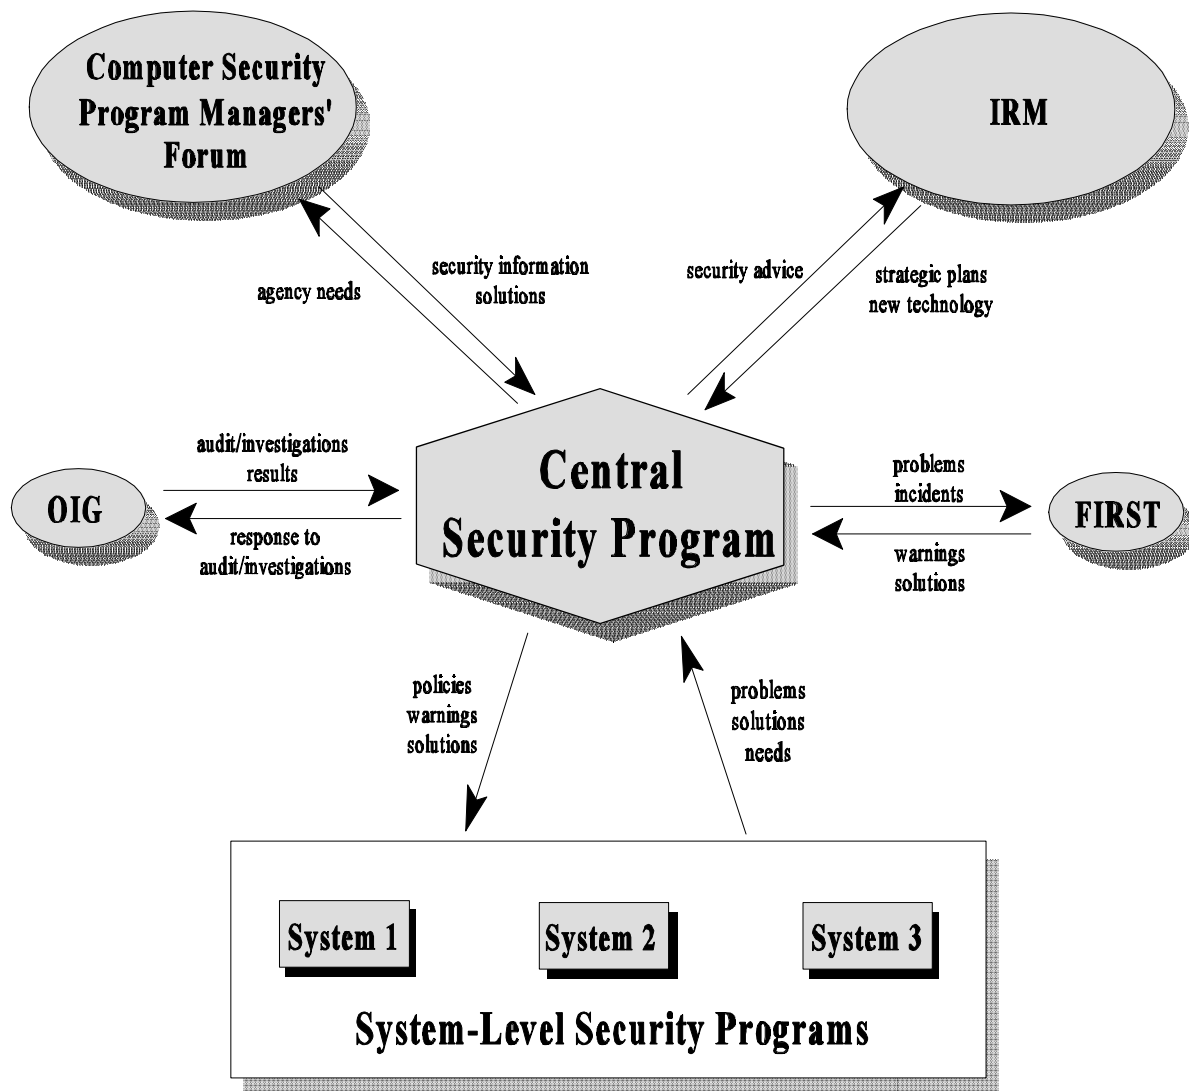 Computer Security
Program Managers'
Forum
IRM
security information
solutions
agency needs
security advice
strategic plans
new technology
audit/investigations
results
OIG
response to
audit/investigations
Central
Security Program
problems
incidents
FIRST
warnings
solutions
policies
warnings
solutions
problems
solutions
needs
System 1
System 2
System 3
System-Level Security Programs